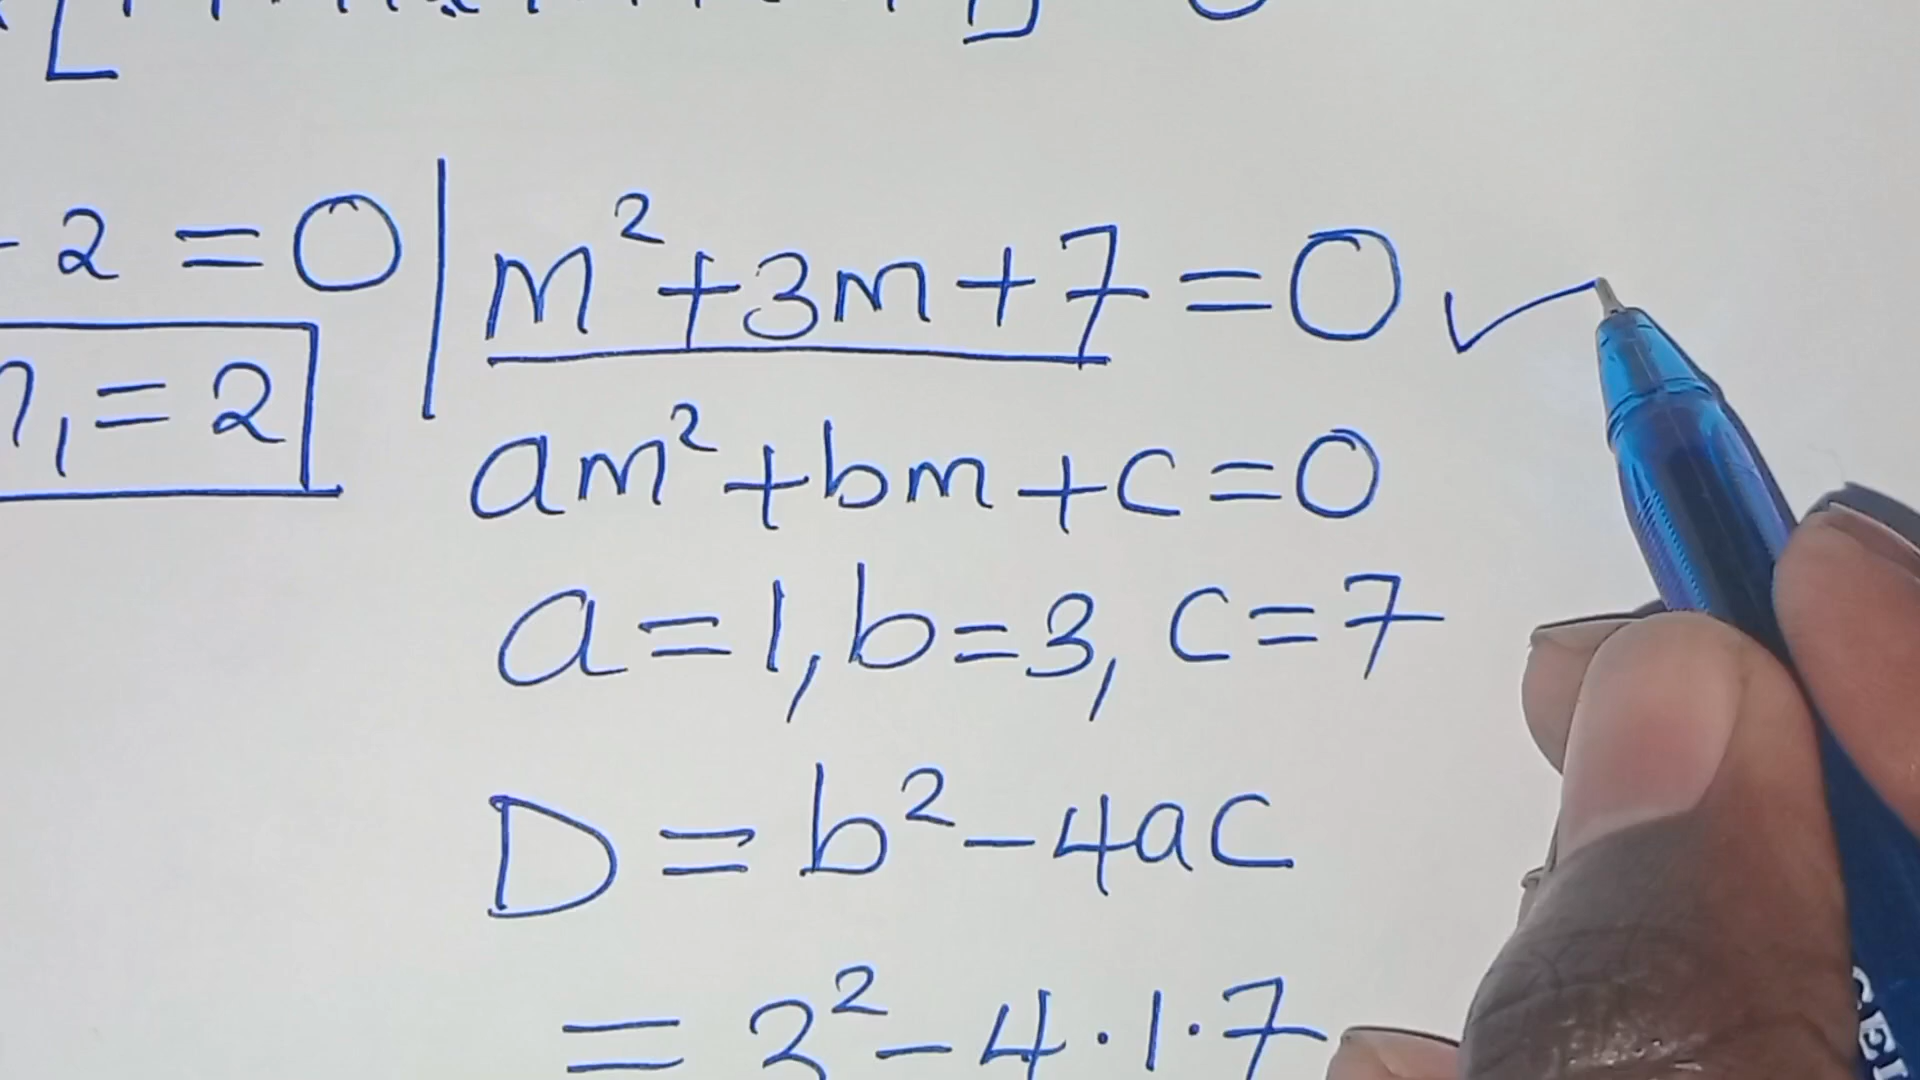 - 2 = 0 | m² + 3m + 7 = 0 ✓
m₁ = 2
am² + bm + c = 0
a = 1, b = 3, c = 7
D = b² - 4ac
= 3² - 4 · 1 · 7